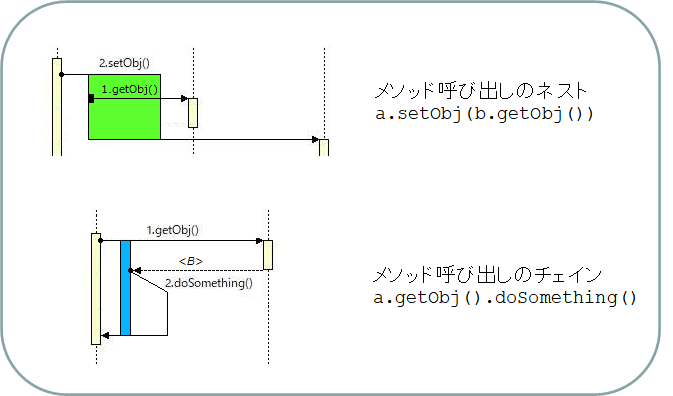 2.setObj()
1.getObj()
メソッド呼び出しのネスト
a.setObj(b.getObj())
1.getObj()
<B>
2.doSomething()
メソッド呼び出しのチェイン
a.getObj().doSomething()